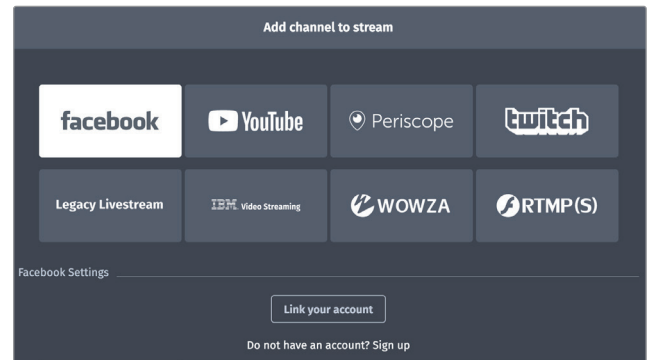 Add channel to stream
facebook
YouTube
Periscope
twitch
Legacy Livestream
IBM Video Streaming
WOWZA
RTMP(S)
Facebook Settings
Link your account
Do not have an account? Sign up